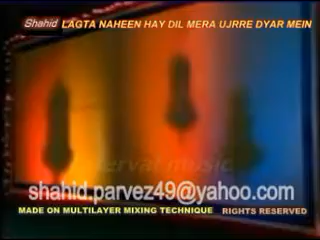 Shahid LAGTA NAHEEN HAY DIL MERA UJRRE DYAR MEIN
music
shahid.parvez49@yahoo.com
MADE ON MULTILAYER MIXING TECHNIQUE RIGHTS RESERVED